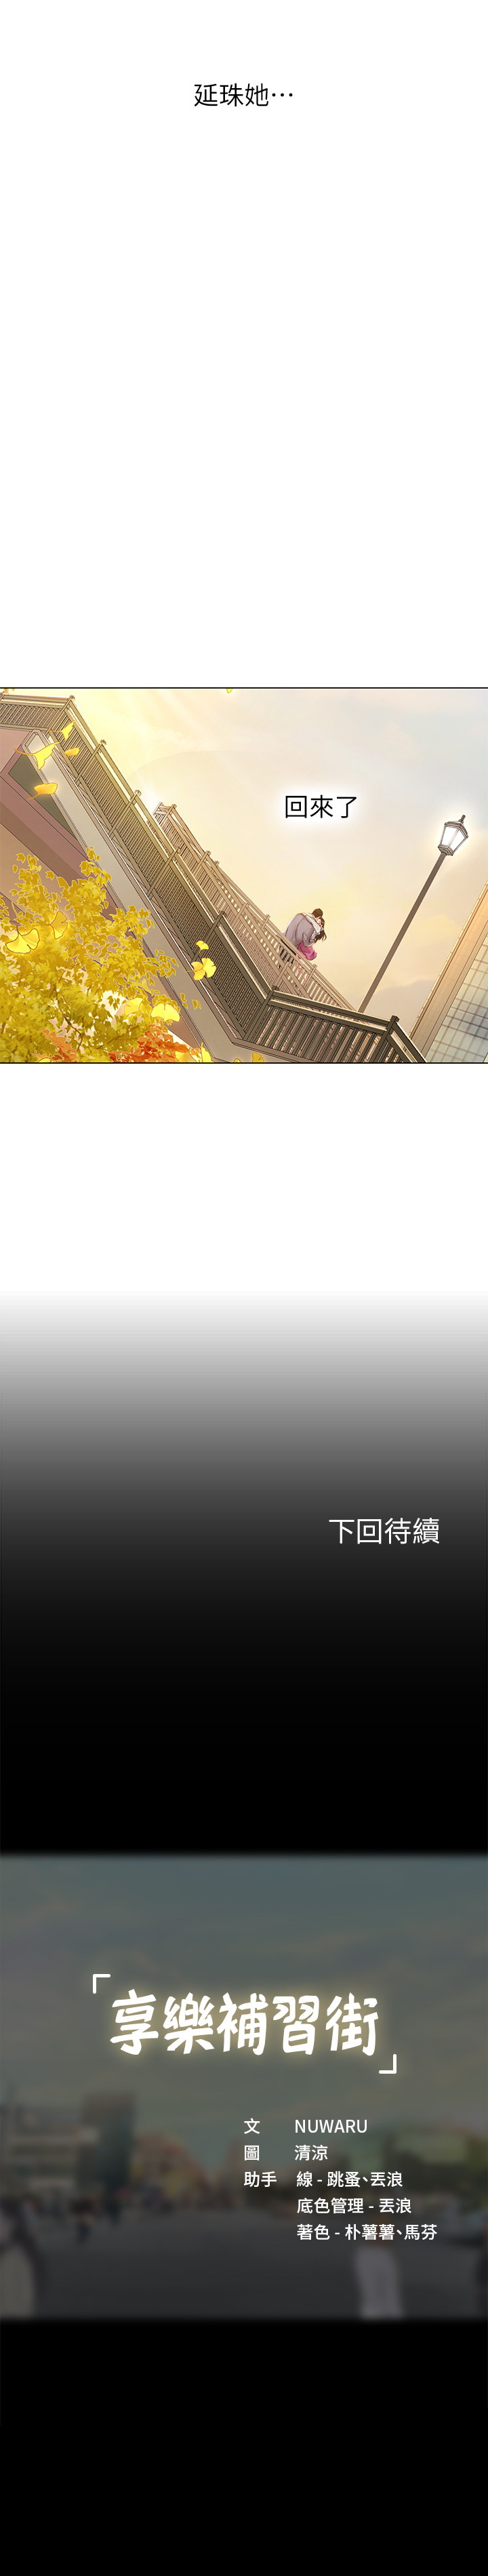 延珠她…
回來了
下回待續
「享樂補習街」
文 NUWARU
圖 清涼
助手 線 - 跳蚤、丟浪
底色管理 - 丟浪
著色 - 朴薯薯、馬芬